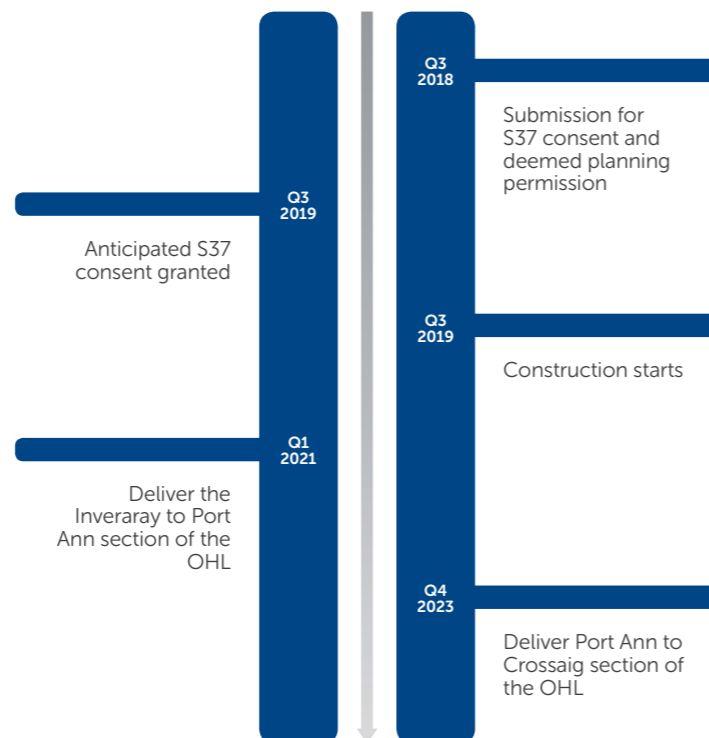 Q3
2018
Submission for
S37 consent and
deemed planning
permission
Q3
2019
Anticipated S37
consent granted
Q3
2019
Construction starts
Q1
2021
Deliver the
Inveraray to Port
Ann section of the
OHL
Q4
2023
Deliver Port Ann to
Crossaig section of
the OHL